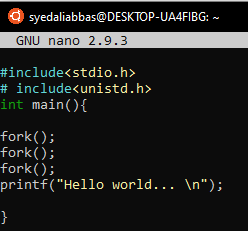 syedaliabbas@DESKTOP-UA4FIBG: ~
GNU nano 2.9.3
#include<stdio.h>
# include<unistd.h>
int main(){
fork();
fork();
fork();
printf("Hello world... \n");
}